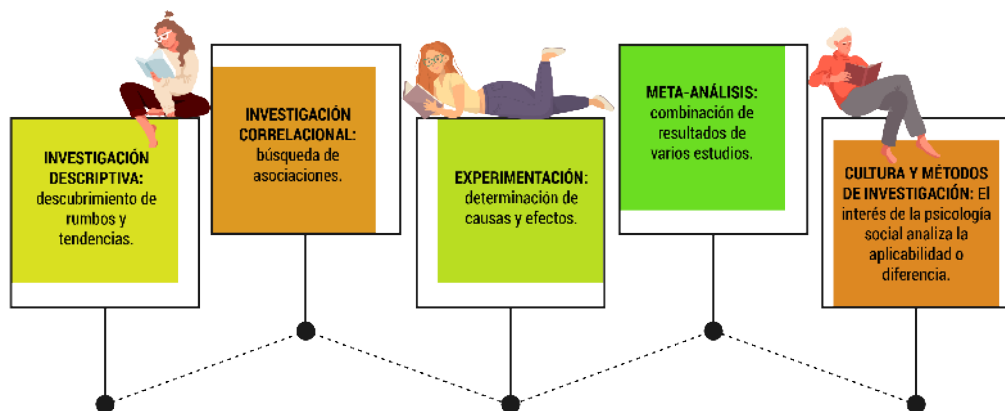 INVESTIGACIÓN
DESCRIPTIVA:
descubrimiento de
rumbos y
tendencias.
INVESTIGACIÓN
CORRELACIONAL:
búsqueda de
asociaciones.
EXPERIMENTACIÓN:
determinación de
causas y efectos.
META-ANÁLISIS:
combinación de
resultados de
varios estudios.
CULTURA Y MÉTODOS
DE INVESTIGACIÓN: El
interés de la psicología
social analiza la
aplicabilidad o
diferencia.